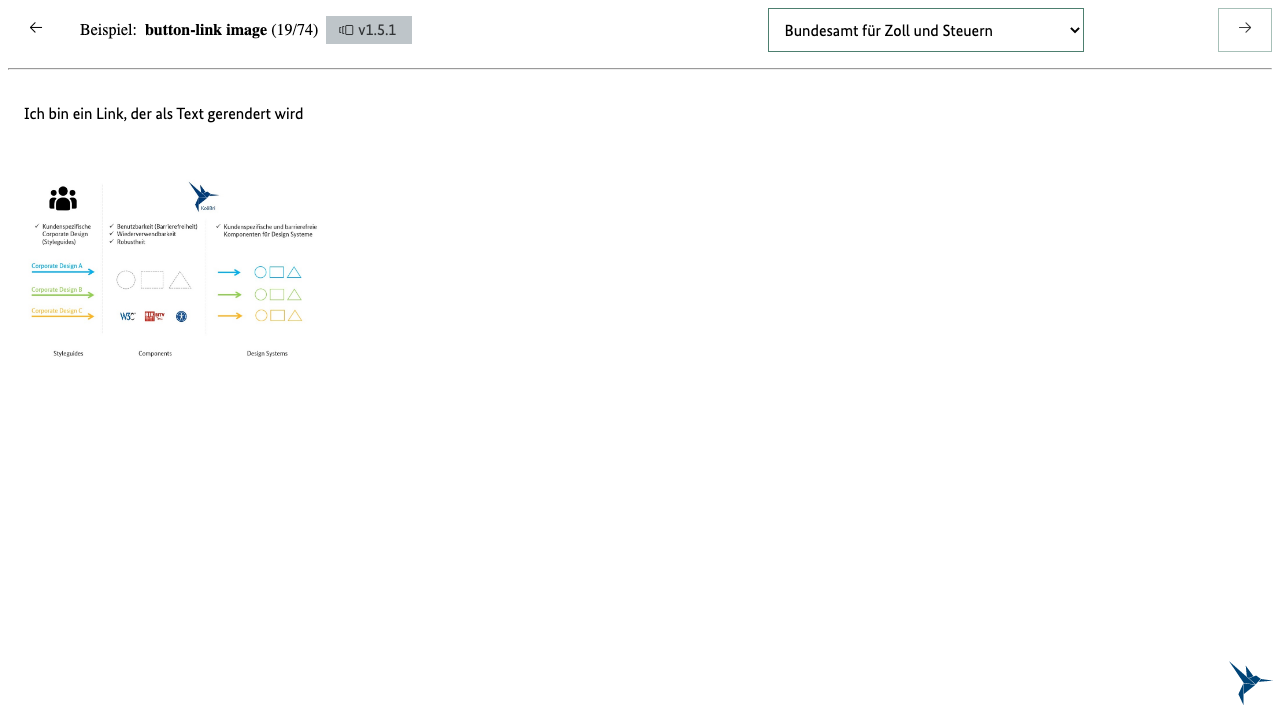 Beispiel: button-link image (19/74) v1.5.1 Bundesamt für Zoll und Steuern
Ich bin ein Link, der als Text gerendert wird
KoliBri
✓ Kundenspezifische
Corporate Design
(Styleguides)
✓ Benutzbarkeit (Barrierefreiheit)
✓ Wiederverwendbarkeit
✓ Robustheit
✓ Kundenspezifische und barrierefreie
Komponenten für Design Systeme
Corporate Design A
Corporate Design B
Corporate Design C
W3C
BITV
Styleguides
Components
Design Systems